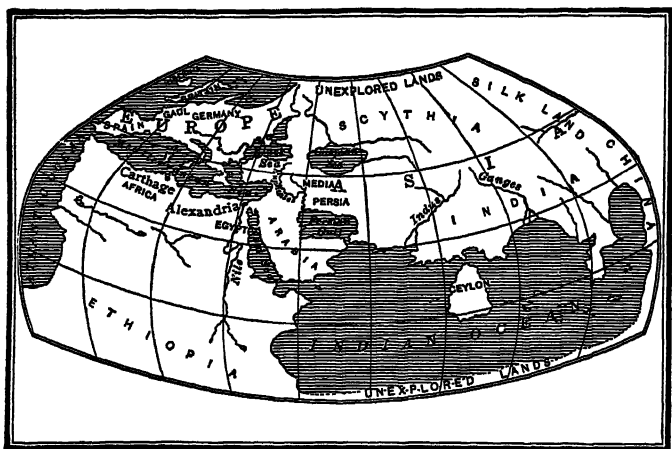 UNEXPLORED LANDS
SILK LAND CHINA
SCYTHIA
EUROPE
GAUL GERMANY
SPAIN
ASIA
MEDIA
PERSIA
Carthage
AFRICA
Alexandria
EGYPT
Nile
ARABIA
Indus
Ganges
INDIA
CEYLON
ETHIOPIA
INDIAN OCEAN
UNEXPLORED LANDS